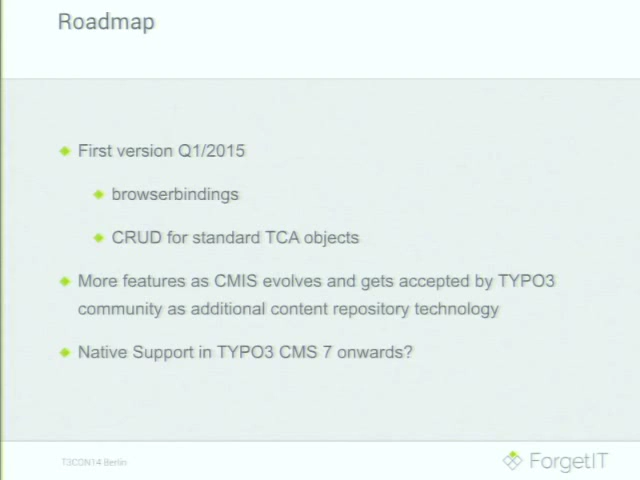 Roadmap
First version Q1/2015
browserbindings
CRUD for standard TCA objects
More features as CMIS evolves and gets accepted by TYPO3
community as additional content repository technology
Native Support in TYPO3 CMS 7 onwards?
T3CON14 Berlin
ForgetIT